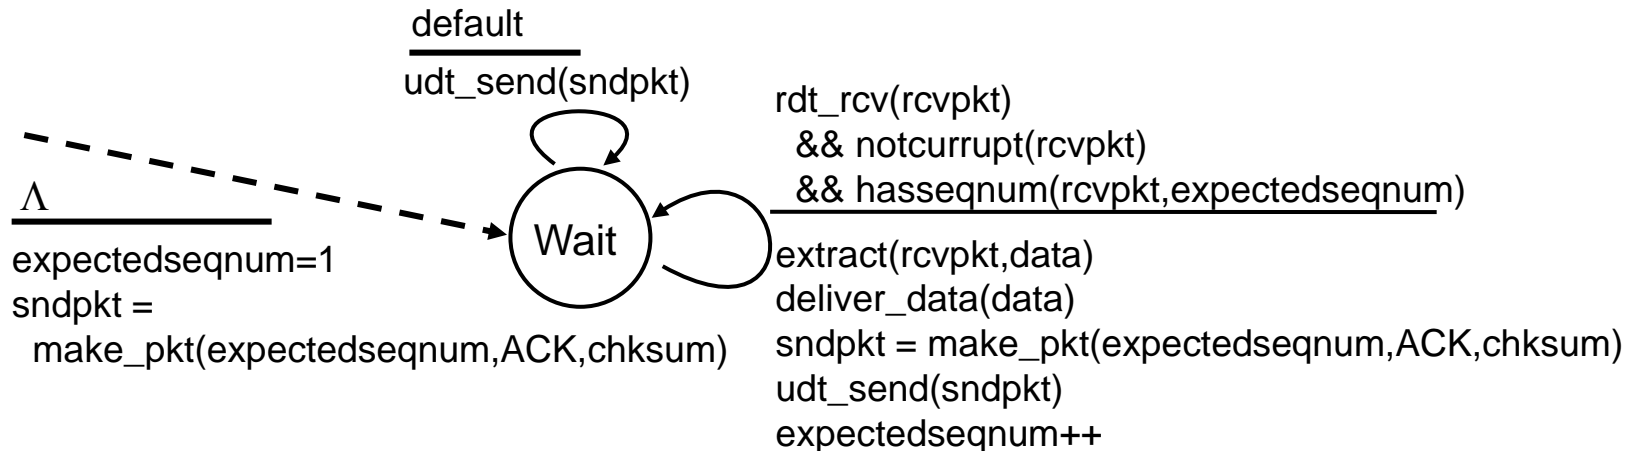 default
udt_send(sndpkt)
rdt_rcv(rcvpkt)
&& notcurrupt(rcvpkt)
&& hasseqnum(rcvpkt,expectedseqnum)
Λ
expectedseqnum=1
sndpkt =
make_pkt(expectedseqnum,ACK,chksum)
Wait
extract(rcvpkt,data)
deliver_data(data)
sndpkt = make_pkt(expectedseqnum,ACK,chksum)
udt_send(sndpkt)
expectedseqnum++